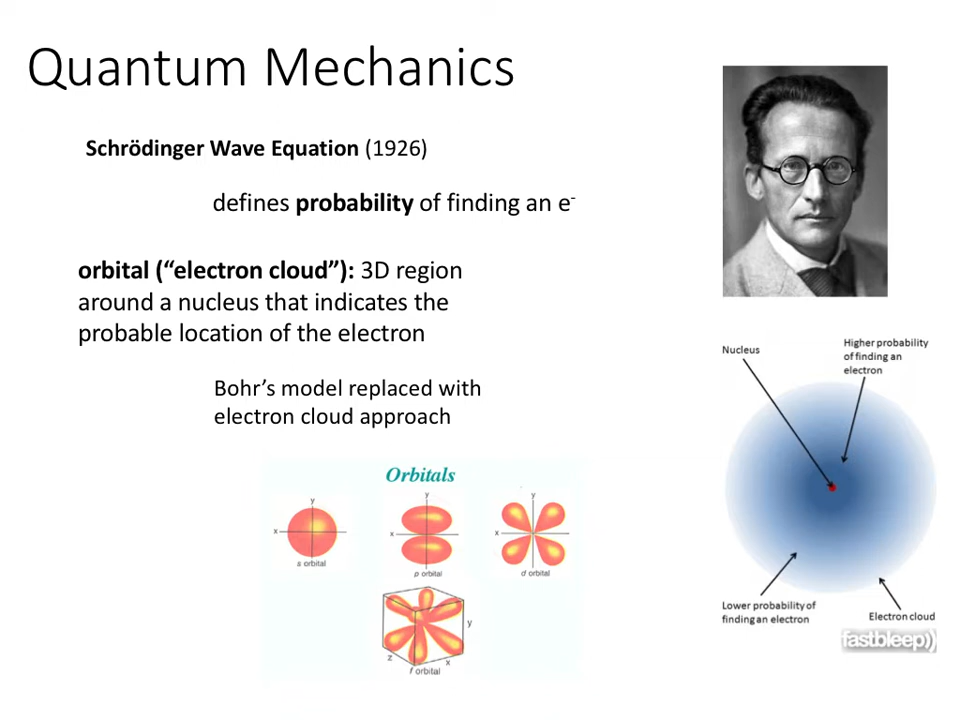 Quantum Mechanics
Schrödinger Wave Equation (1926)
defines probability of finding an e-
orbital (“electron cloud”): 3D region
around a nucleus that indicates the
probable location of the electron
Bohr’s model replaced with
electron cloud approach
Orbitals
y
x
s orbital
y
x
p orbital
y
x
d orbital
y
z
x
f orbital
Nucleus
Higher probability
of finding an
electron
Lower probability of
finding an electron
Electron cloud
fastbleep))